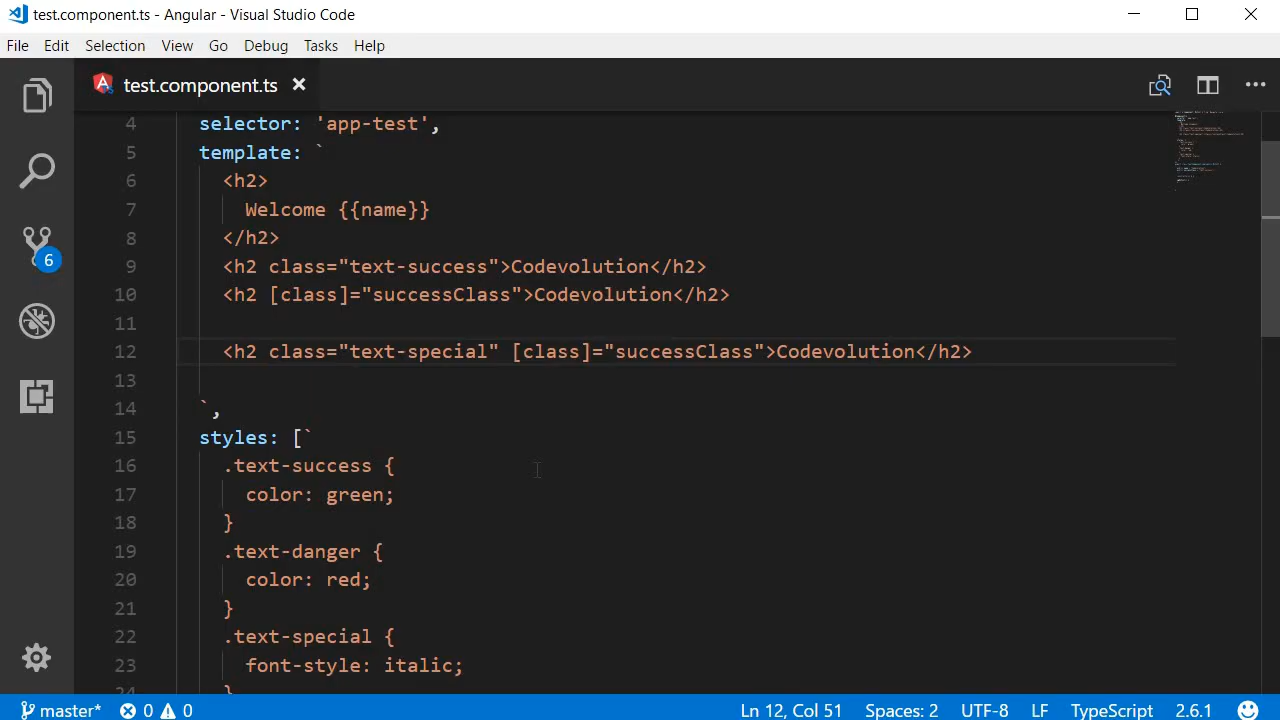 test.component.ts - Angular - Visual Studio Code
File Edit Selection View Go Debug Tasks Help
test.component.ts
4 selector: 'app-test',
5 template: `
6 <h2>
7 Welcome {{name}}
8 </h2>
9 <h2 class="text-success">Codevolution</h2>
10 <h2 [class]="successClass">Codevolution</h2>
11
12 <h2 class="text-special" [class]="successClass">Codevolution</h2>
13
14 `,
15 styles: [`
16 .text-success {
17 color: green;
18 }
19 .text-danger {
20 color: red;
21 }
22 .text-special {
23 font-style: italic;
24 }
6
master* 0 0 Ln 12, Col 51 Spaces: 2 UTF-8 LF TypeScript 2.6.1